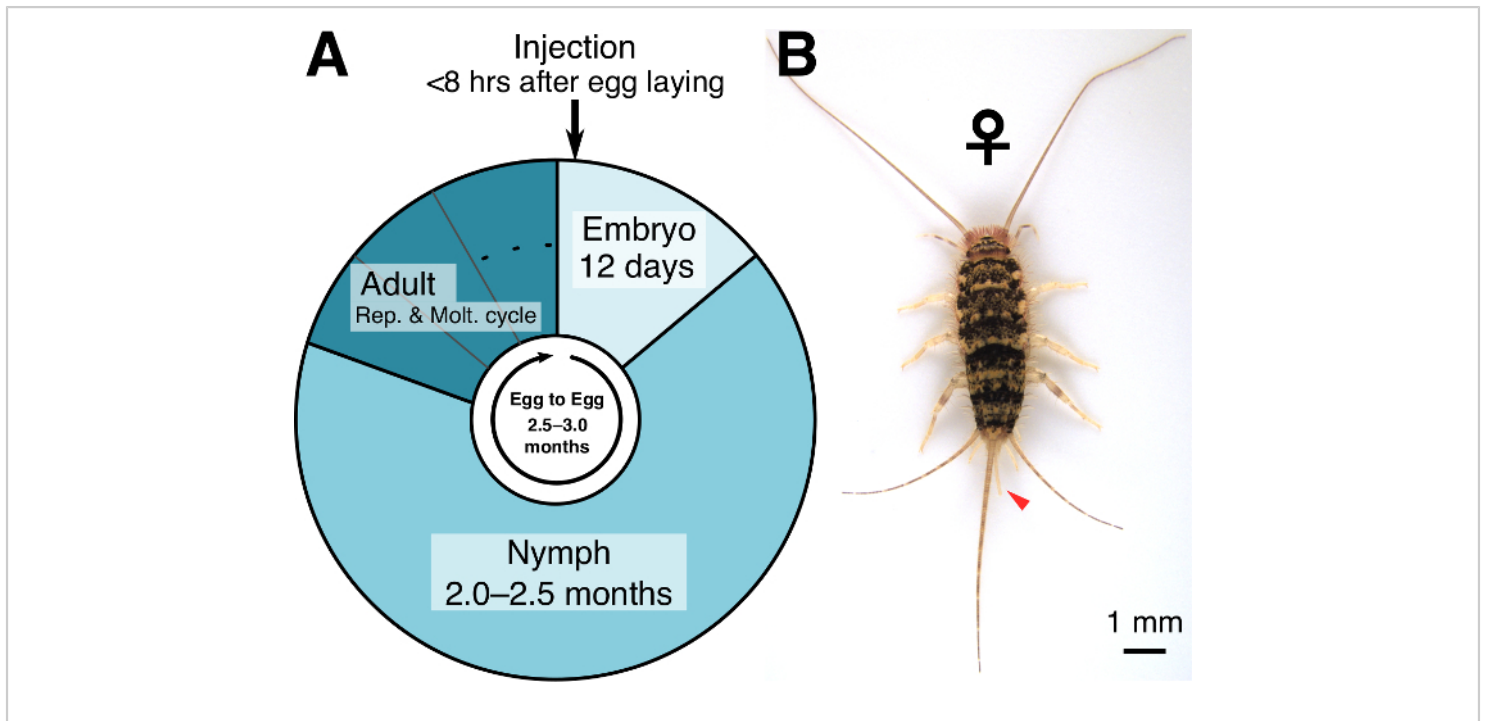 A
Injection
<8 hrs after egg laying
Embryo
12 days
Adult
Rep. & Molt. cycle
Egg to Egg
2.5–3.0
months
Nymph
2.0–2.5 months
B
♀
1 mm